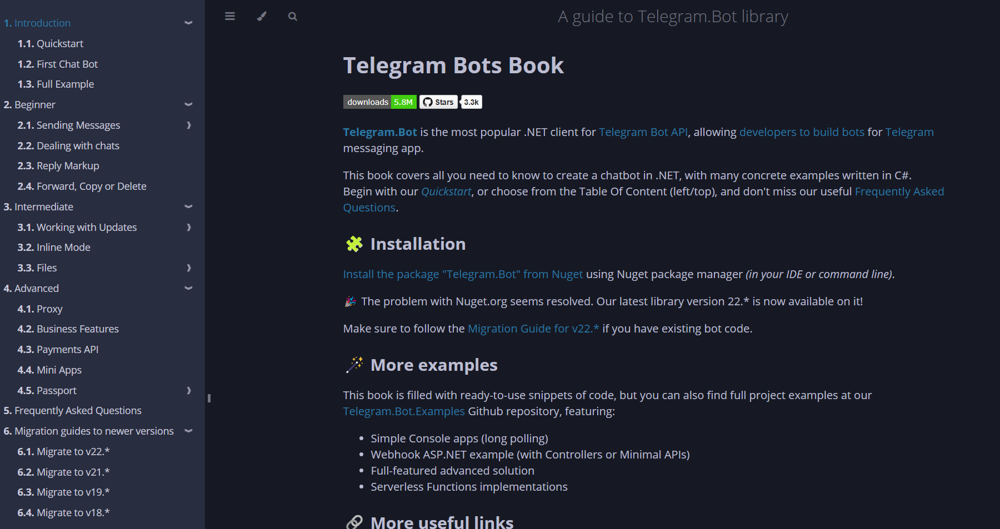 1. Introduction
1.1. Quickstart
1.2. First Chat Bot
1.3. Full Example
2. Beginner
2.1. Sending Messages
2.2. Dealing with chats
2.3. Reply Markup
2.4. Forward, Copy or Delete
3. Intermediate
3.1. Working with Updates
3.2. Inline Mode
3.3. Files
4. Advanced
4.1. Proxy
4.2. Business Features
4.3. Payments API
4.4. Mini Apps
4.5. Passport
5. Frequently Asked Questions
6. Migration guides to newer versions
6.1. Migrate to v22.*
6.2. Migrate to v21.*
6.3. Migrate to v19.*
6.4. Migrate to v18.*
A guide to Telegram.Bot library
Telegram Bots Book
downloads 5.8M Stars 3.3k
Telegram.Bot is the most popular .NET client for Telegram Bot API, allowing developers to build bots for Telegram
messaging app.
This book covers all you need to know to create a chatbot in .NET, with many concrete examples written in C#.
Begin with our Quickstart, or choose from the Table Of Content (left/top), and don't miss our useful Frequently Asked
Questions.
Installation
Install the package "Telegram.Bot" from Nuget using Nuget package manager (in your IDE or command line).
The problem with Nuget.org seems resolved. Our latest library version 22.* is now available on it!
Make sure to follow the Migration Guide for v22.* if you have existing bot code.
More examples
This book is filled with ready-to-use snippets of code, but you can also find full project examples at our
Telegram.Bot.Examples Github repository, featuring:
• Simple Console apps (long polling)
• Webhook ASP.NET example (with Controllers or Minimal APIs)
• Full-featured advanced solution
• Serverless Functions implementations
More useful links